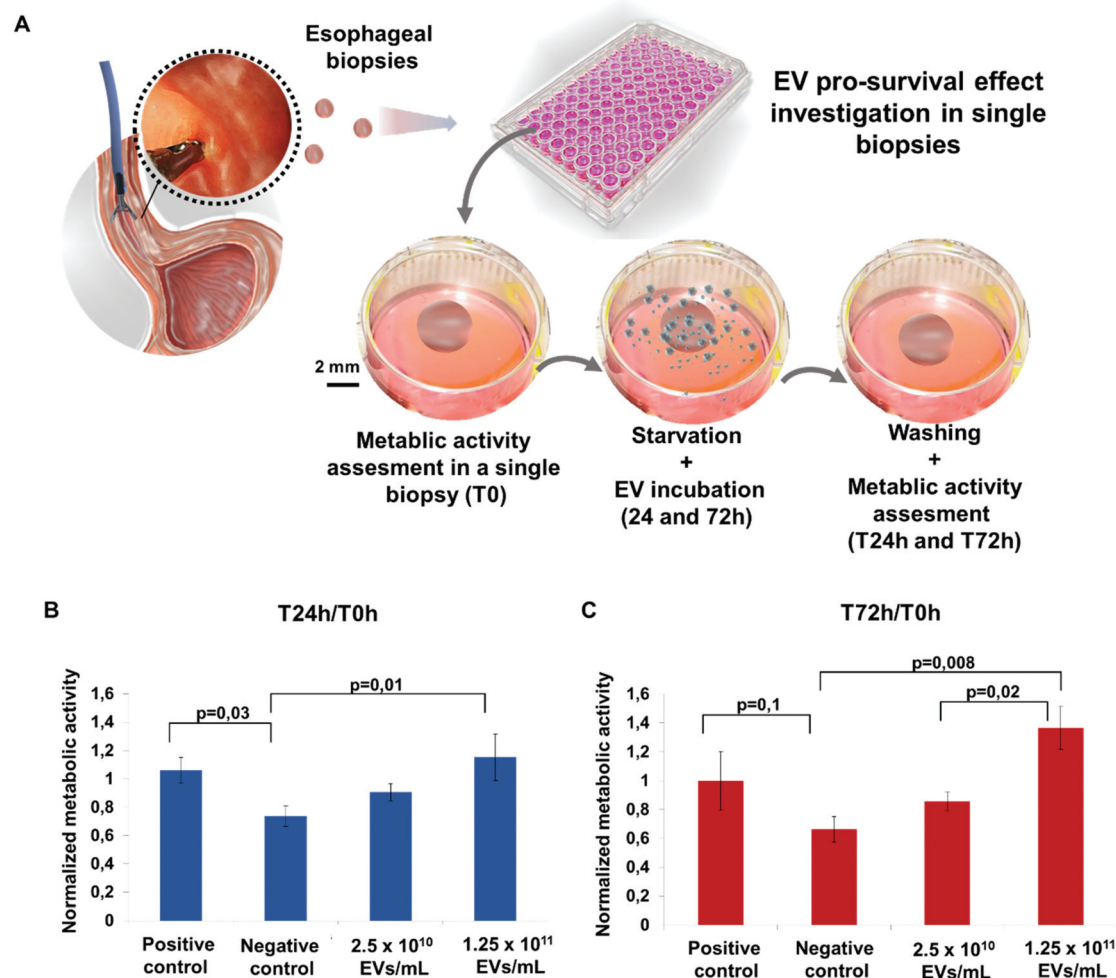 A
Esophageal
biopsies
EV pro-survival effect
investigation in single
biopsies
2 mm
Metablic activity
assesment in a single
biopsy (T0)
Starvation
+
EV incubation
(24 and 72h)
Washing
+
Metablic activity
assesment
(T24h and T72h)
B
T24h/T0h
Normalized metabolic activity
1,6
1,4
1,2
1
0,8
0,6
0,4
0,2
0
p=0,03
p=0,01
Positive
control
Negative
control
2.5 x 10¹⁰
EVs/mL
1.25 x 10¹¹
EVs/mL
C
T72h/T0h
Normalized metabolic activity
1,6
1,4
1,2
1
0,8
0,6
0,4
0,2
0
p=0,1
p=0,008
p=0,02
Positive
control
Negative
control
2.5 x 10¹⁰
EVs/mL
1.25 x 10¹¹
EVs/mL